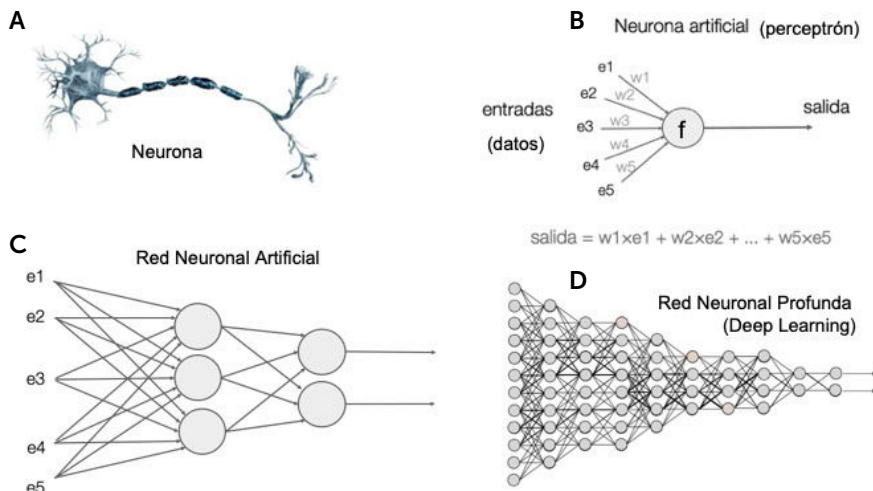 A
Neurona
B
Neurona artificial (perceptrón)
entradas
(datos)
e1
e2
e3
e4
e5
w1
w2
w3
w4
w5
f
salida
salida = w1×e1 + w2×e2 + ... + w5×e5
C
Red Neuronal Artificial
e1
e2
e3
e4
e5
D
Red Neuronal Profunda
(Deep Learning)